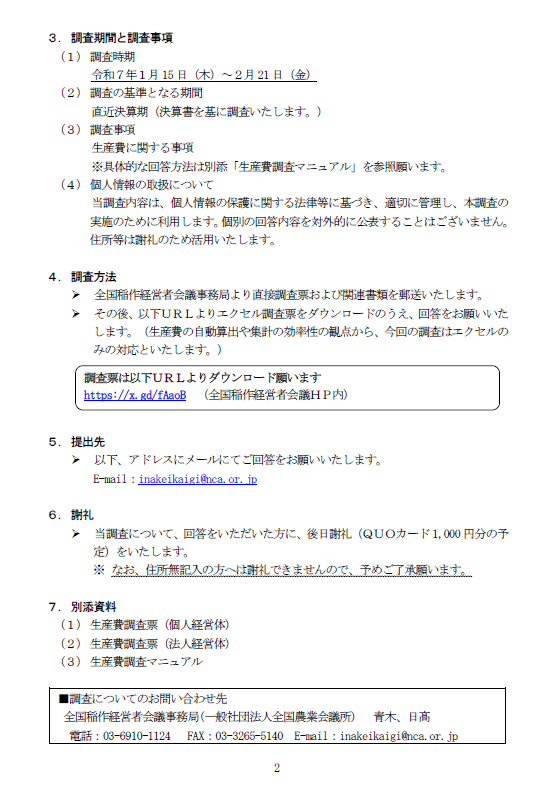 ３．調査期間と調査事項
（１）調査時期
令和７年１月15日（木）～２月21日（金）
（２）調査の基準となる期間
直近決算期（決算書を基に調査いたします。）
（３）調査事項
生産費に関する事項
※具体的な回答方法は別添「生産費調査マニュアル」を参照願います。
（４）個人情報の取扱について
当調査内容は、個人情報の保護に関する法律等に基づき、適切に管理し、本調査の
実施のために利用します。個別の回答内容を対外的に公表することはございません。
住所等は謝礼のため活用いたします。
４．調査方法
➢ 全国稲作経営者会議事務局より直接調査票および関連書類を郵送いたします。
➢ その後、以下ＵＲＬよりエクセル調査票をダウンロードのうえ、回答をお願いいた
します。（生産費の自動算出や集計の効率性の観点から、今回の調査はエクセルの
みの対応といたします。）
調査票は以下ＵＲＬよりダウンロード願います
https://x.gd/fAaoB （全国稲作経営者会議ＨＰ内）
５．提出先
➢ 以下、アドレスにメールにてご回答をお願いいたします。
E-mail：inakeikaigi@nca.or.jp
６．謝礼
➢ 当調査について、回答をいただいた方に、後日謝礼（ＱＵＯカード1,000円分の予
定）をいたします。
※ なお、住所無記入の方へは謝礼できませんので、予めご了承願います。
７．別添資料
（１）生産費調査票（個人経営体）
（２）生産費調査票（法人経営体）
（３）生産費調査マニュアル
■調査についてのお問い合わせ先
全国稲作経営者会議事務局（一般社団法人全国農業会議所） 青木、日髙
電話：03-6910-1124 FAX：03-3265-5140 E-mail：inakeikaigi@nca.or.jp
2